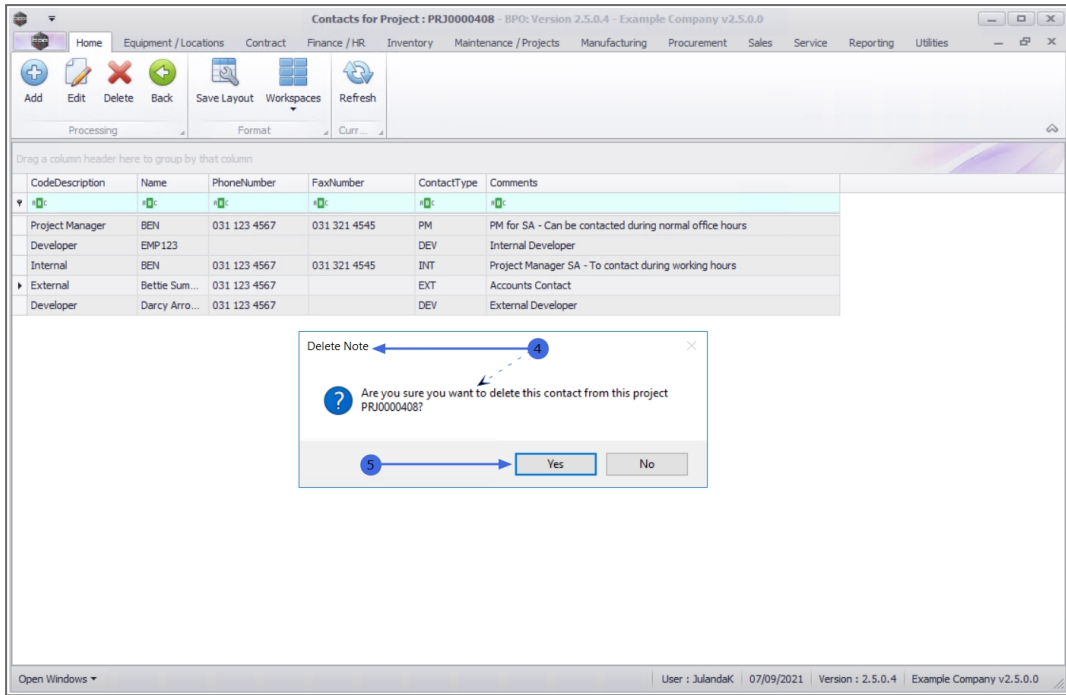 Contacts for Project : PRJ0000408 - BPO: Version 2.5.0.4 - Example Company v2.5.0.0
Home Equipment / Locations Contract Finance / HR Inventory Maintenance / Projects Manufacturing Procurement Sales Service Reporting Utilities
Add Edit Delete Back Save Layout Workspaces Refresh
Processing Format Curr...
Drag a column header here to group by that column
CodeDescription Name PhoneNumber FaxNumber ContactType Comments
Project Manager BEN 031 123 4567 031 321 4545 PM PM for SA - Can be contacted during normal office hours
Developer EMP123 DEV Internal Developer
Internal BEN 031 123 4567 031 321 4545 INT Project Manager SA - To contact during working hours
External Bettie Sum... 031 123 4567 EXT Accounts Contact
Developer Darcy Arro... 031 123 4567 DEV External Developer
Delete Note 4
Are you sure you want to delete this contact from this project
PRJ0000408?
5 Yes No
Open Windows User : JulandaK 07/09/2021 Version : 2.5.0.4 Example Company v2.5.0.0